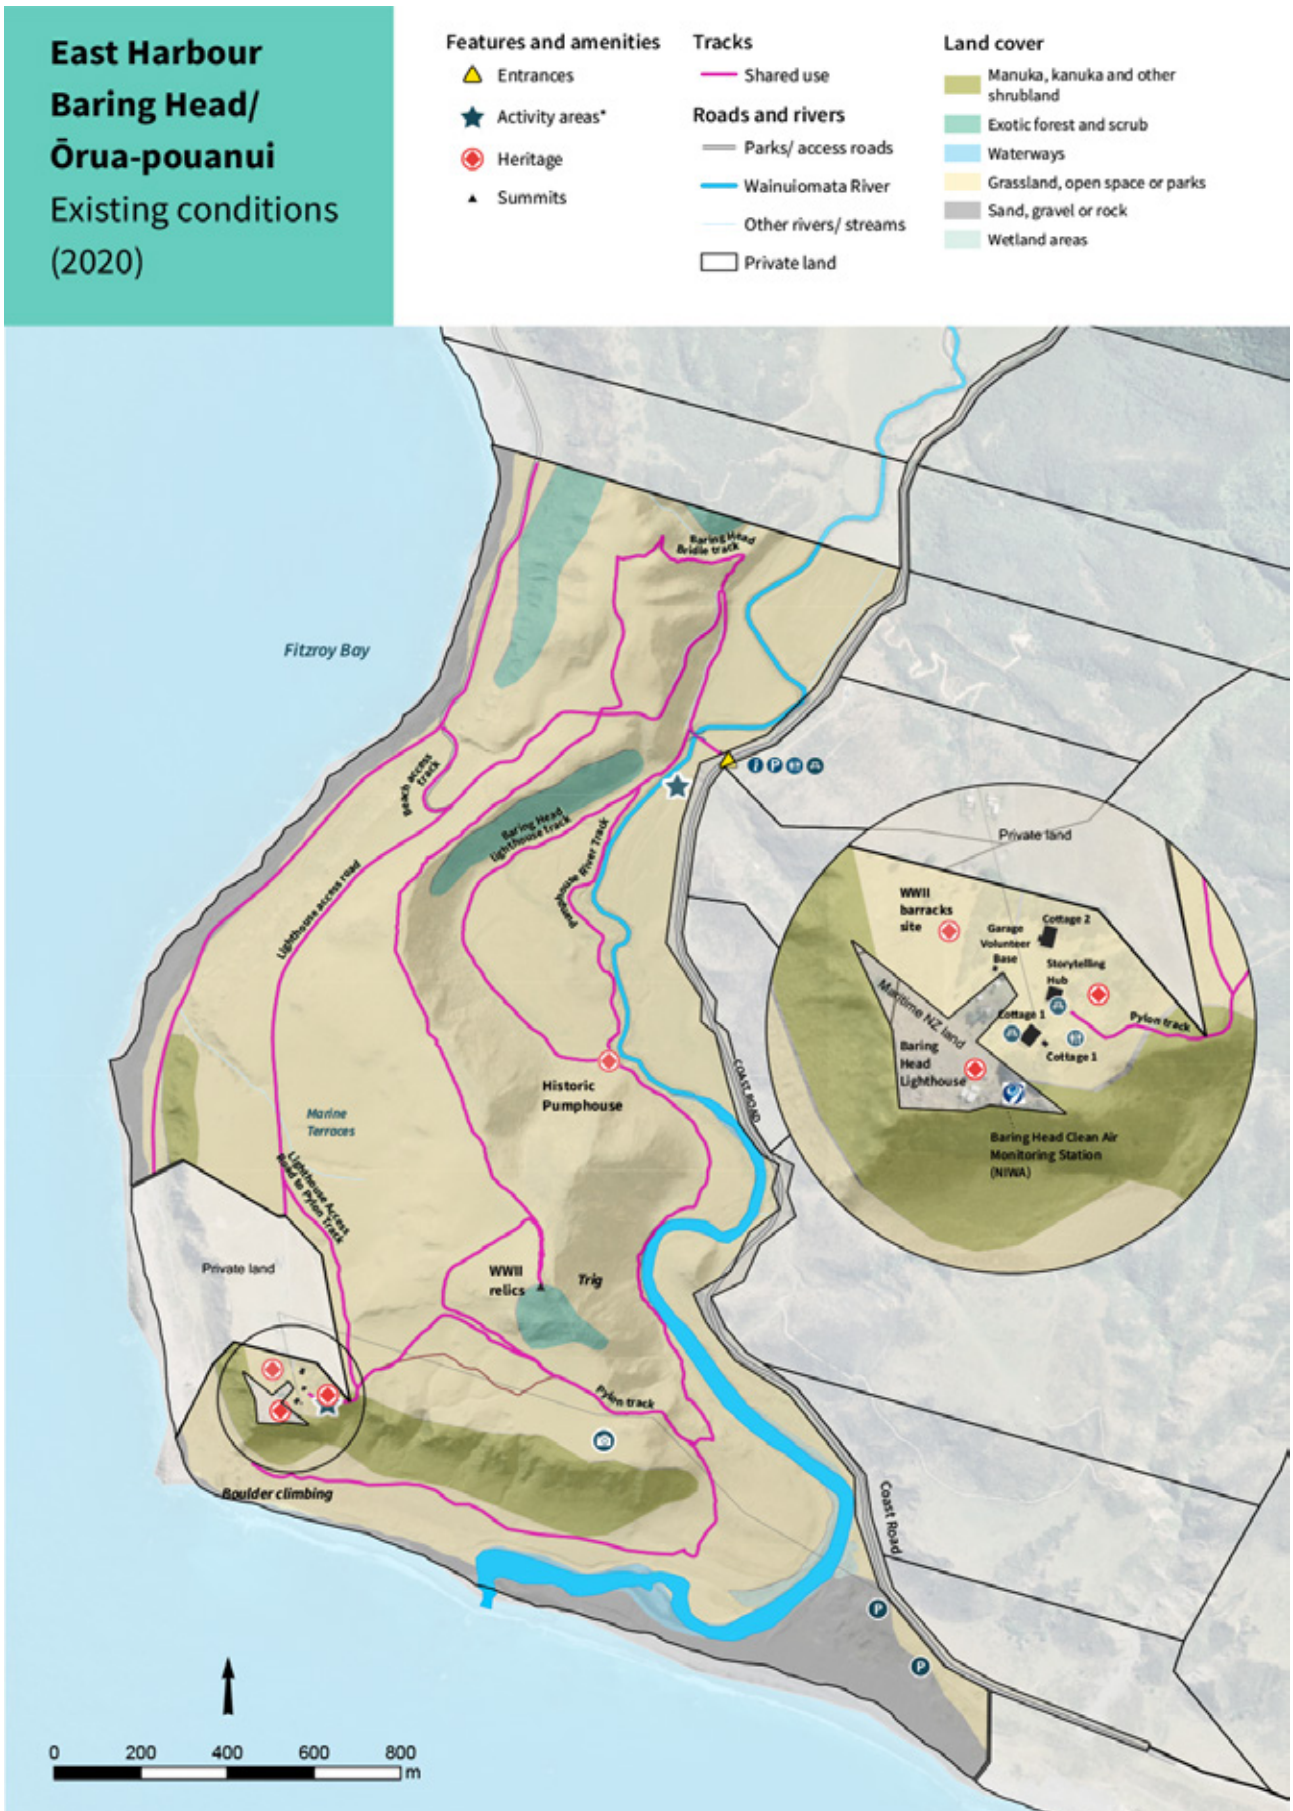 East Harbour
Baring Head/
Ōrua-pouanui
Existing conditions
(2020)
Features and amenities
Entrances
Activity areas*
Heritage
Summits
Tracks
Shared use
Roads and rivers
Parks/ access roads
Wainuiomata River
Other rivers/ streams
Private land
Land cover
Manuka, kanuka and other
shrubland
Exotic forest and scrub
Waterways
Grassland, open space or parks
Sand, gravel or rock
Wetland areas
Baring Head
Bridle track
Fitzroy Bay
Beach access
track
i P
Baring Head
lighthouse track
Pumphouse River Track
Lighthouse access road
Private land
WWII
barracks
site
Cottage 2
Garage
Volunteer
Base
Storytelling
Hub
Maritime NZ land
Cottage 1
Pylon track
Cottage 1
Baring
Head
Lighthouse
Baring Head Clean Air
Monitoring Station
(NIWA)
Historic
Pumphouse
COAST ROAD
Marine
Terraces
Lighthouse Access
Road to Pylon Track
Private land
WWII
relics
Trig
Pylon track
Boulder climbing
Coast Road
P
P
0 200 400 600 800
m